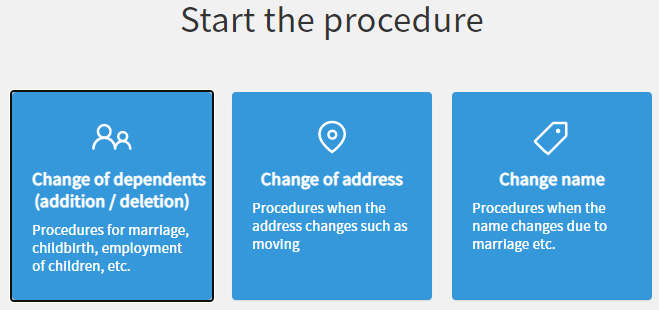 Start the procedure
Change of dependents
(addition / deletion)
Procedures for marriage,
childbirth, employment
of children, etc.
Change of address
Procedures when the
address changes such as
moving
Change name
Procedures when the
name changes due to
marriage etc.